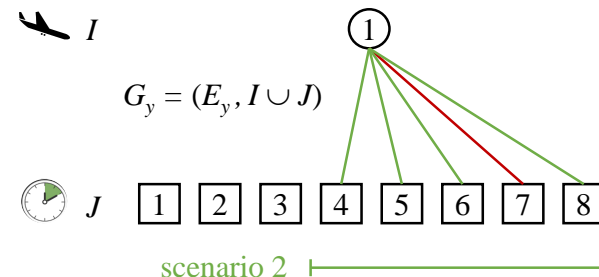 I
1
G_y = (E_y, I ∪ J)
J 1 2 3 4 5 6 7 8
scenario 2